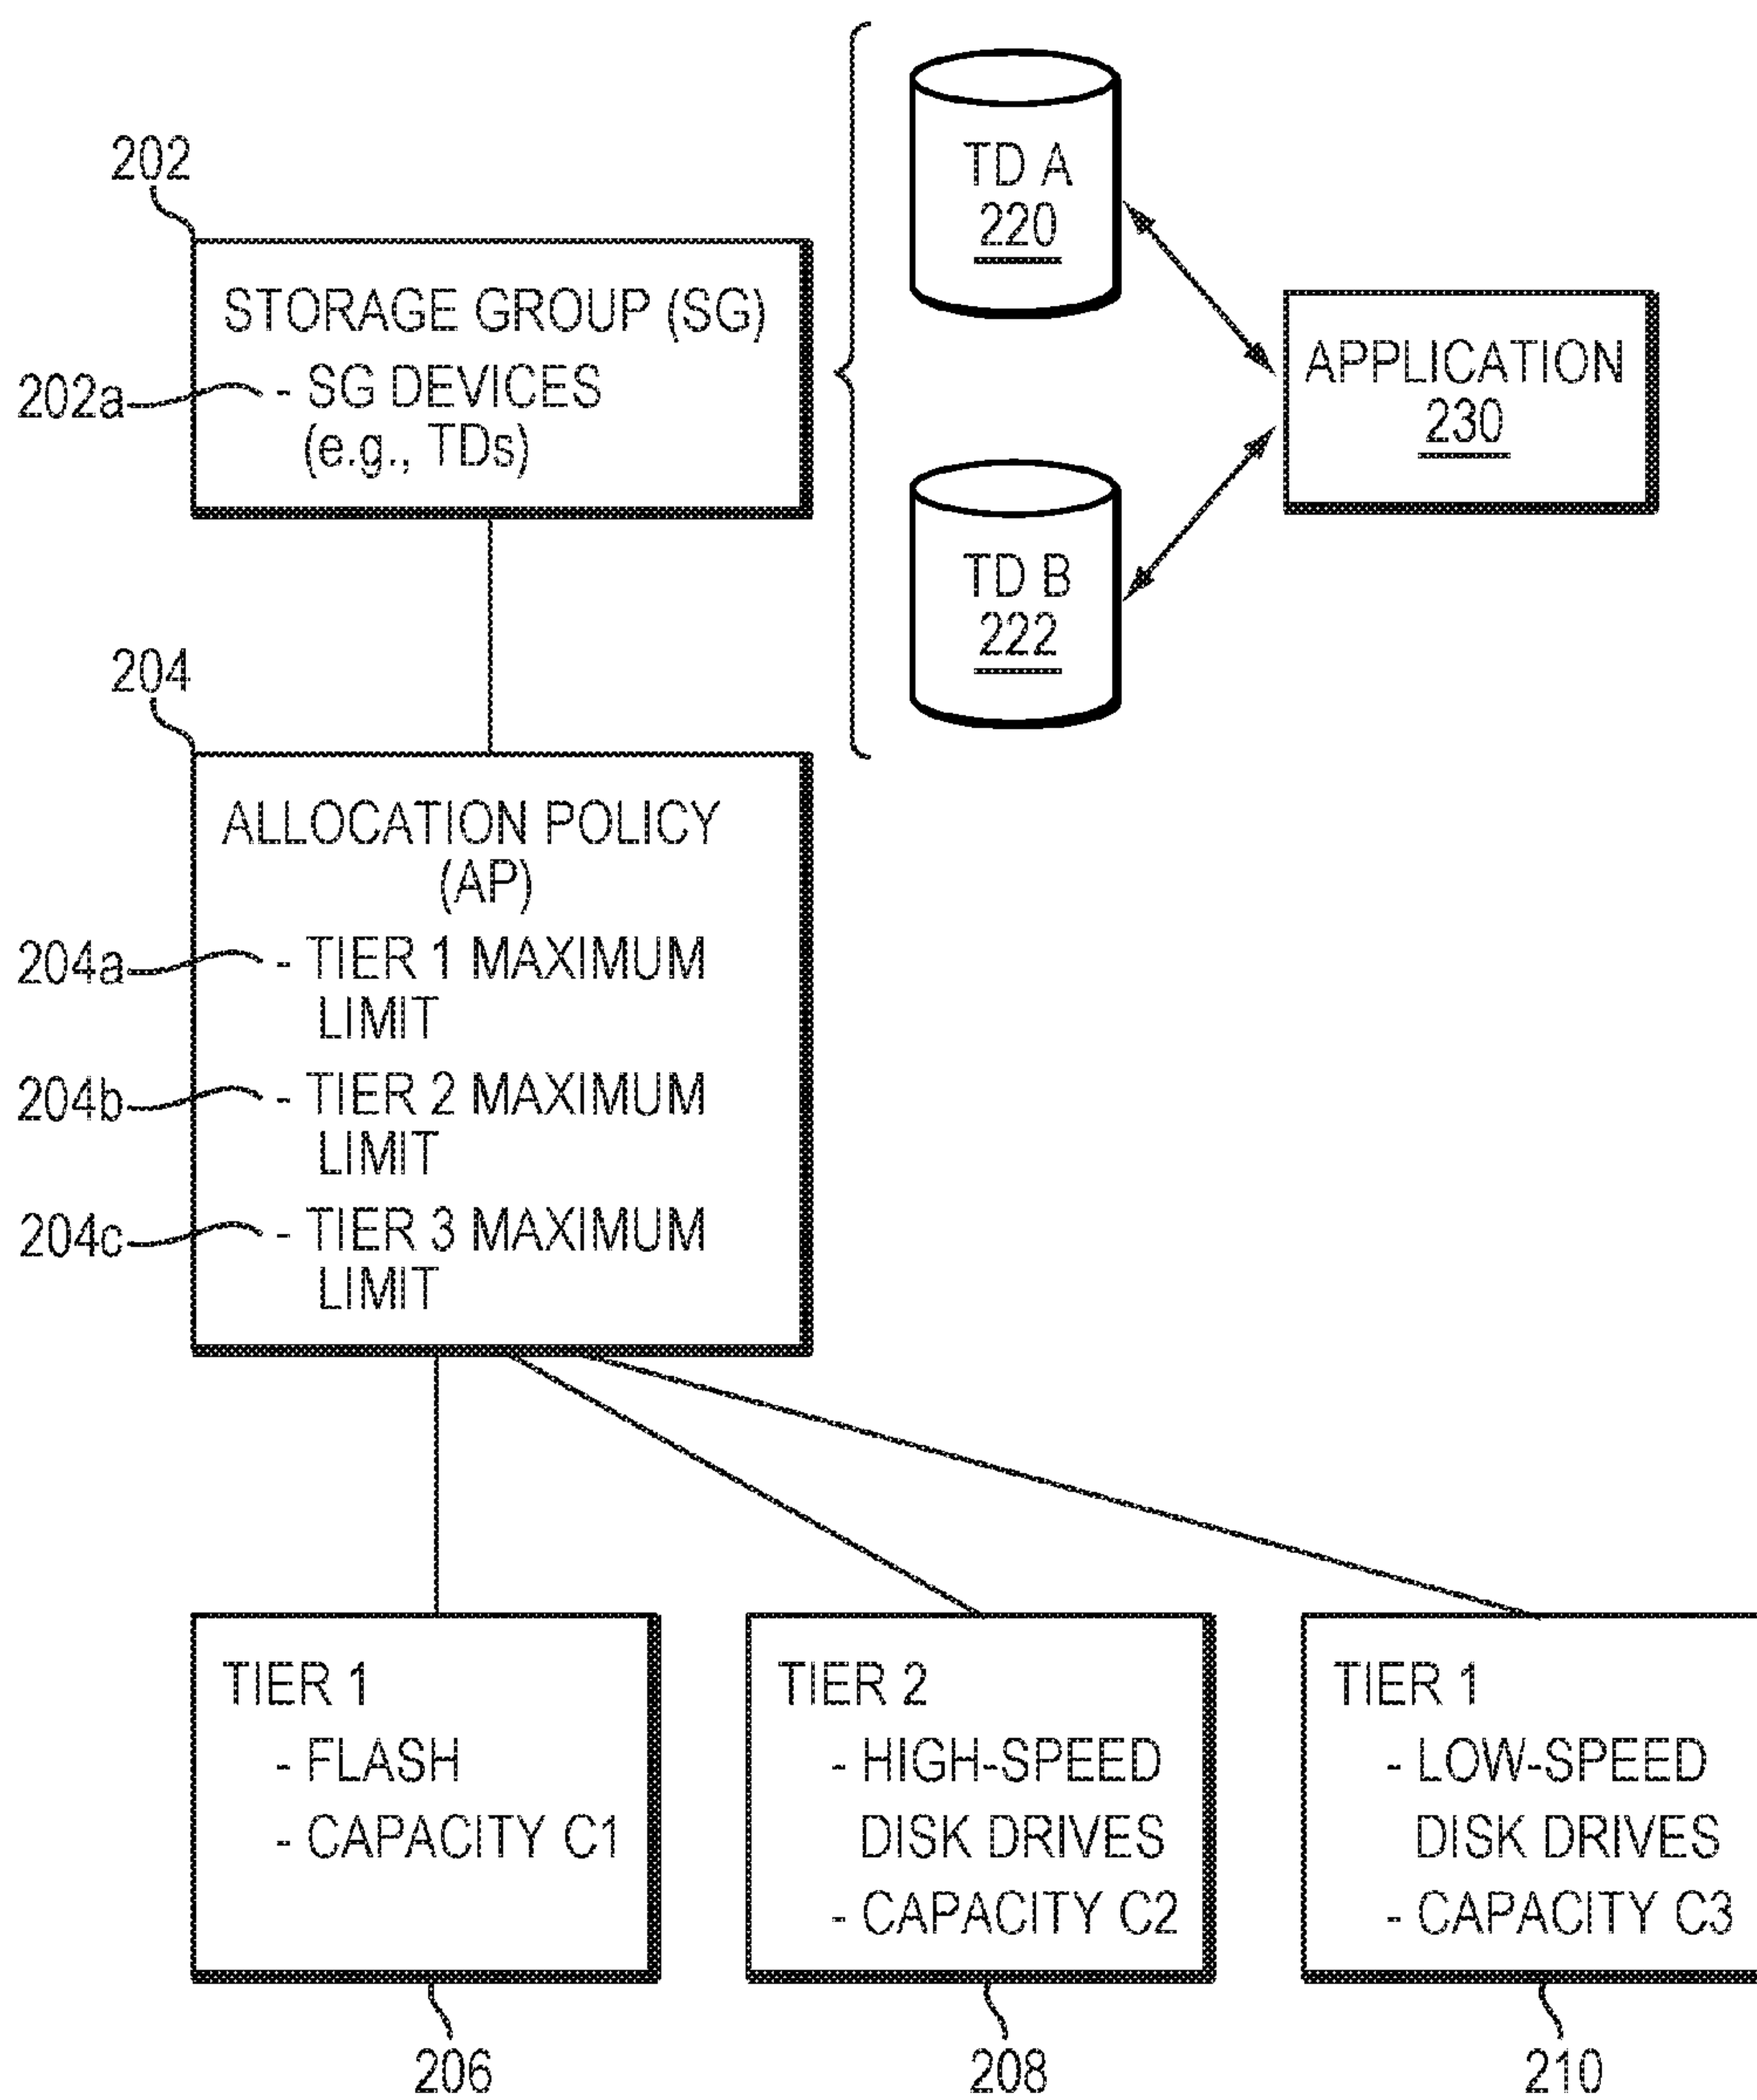 202
STORAGE GROUP (SG)
202a
- SG DEVICES
(e.g., TDs)
TD A
220
TD B
222
APPLICATION
230
204
ALLOCATION POLICY
(AP)
204a
- TIER 1 MAXIMUM
LIMIT
204b
- TIER 2 MAXIMUM
LIMIT
204c
- TIER 3 MAXIMUM
LIMIT
TIER 1
- FLASH
- CAPACITY C1
206
TIER 2
- HIGH-SPEED
DISK DRIVES
- CAPACITY C2
208
TIER 1
- LOW-SPEED
DISK DRIVES
- CAPACITY C3
210